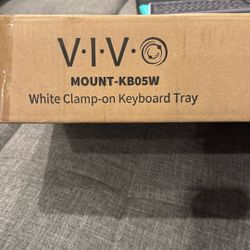 V·I·V·O
MOUNT-KB05W
White Clamp-on Keyboard Tray